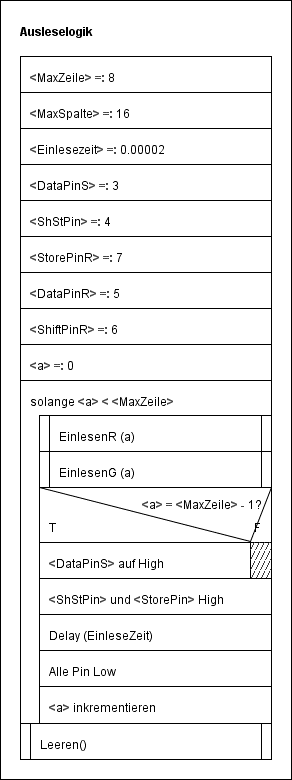 Ausleselogik
<MaxZeile> =: 8
<MaxSpalte> =: 16
<Einlesezeit> =: 0.00002
<DataPinS> =: 3
<ShStPin> =: 4
<StorePinR> =: 7
<DataPinR> =: 5
<ShiftPinR> =: 6
<a> =: 0
solange <a> < <MaxZeile>
EinlesenR (a)
EinlesenG (a)
<a> = <MaxZeile> - 1?
T F
<DataPinS> auf High
<ShStPin> und <StorePin> High
Delay (EinleseZeit)
Alle Pin Low
<a> inkrementieren
Leeren()